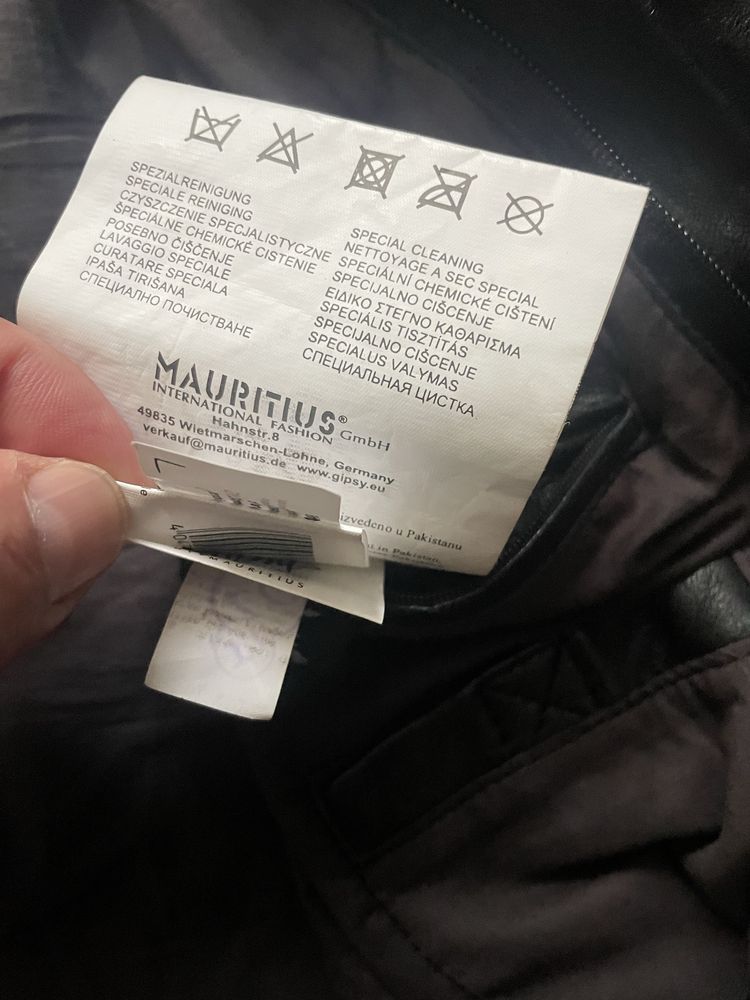 SPEZIALREINIGUNG
SPECIALE REINIGING
CZYSZCZENIE SPECJALISTYCZNE
ŠPECIÁLNE CHEMICKÉ CISTENIE
POSEBNO ČIŠČENJE
LAVAGGIO SPECIALE
CURATARE SPECIALA
IPAŠA TIRIŠANA
СПЕЦИАЛНО ПОЧИСТВАНЕ
SPECIAL CLEANING
NETTOYAGE A SEC SPECIAL
SPECIÁLNÍ CHEMICKÉ ČIŠTENÍ
SPECIJALNO CIŠCENJE
ΕΙΔΙΚΟ ΣΤΕΓΝΟ ΚΑΘΑΡΙΣΜΑ
SPECIÁLIS TISZTÍTÁS
SPECIJALNO CIŠCENJE
SPECIALUS VALYMAS
СПЕЦИАЛЬНАЯ ЦИСТКА
MAURITIUS®
INTERNATIONAL FASHION GmbH
Hahnstr.8
49835 Wietmarschen-Lohne, Germany
verkauf@mauritius.de www.gipsy.eu
izvedeno u Pakistanu
in Pakistan,
MAURITIUS